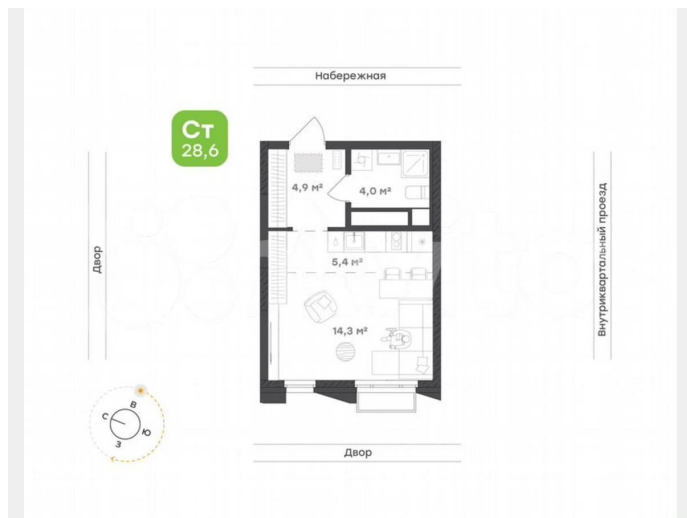 Набережная
Ст
28,6
4,9 м²
4,0 м²
Двор
Внутриквартальный проезд
5,4 м²
14,3 м²
В
С
Ю
З
Двор